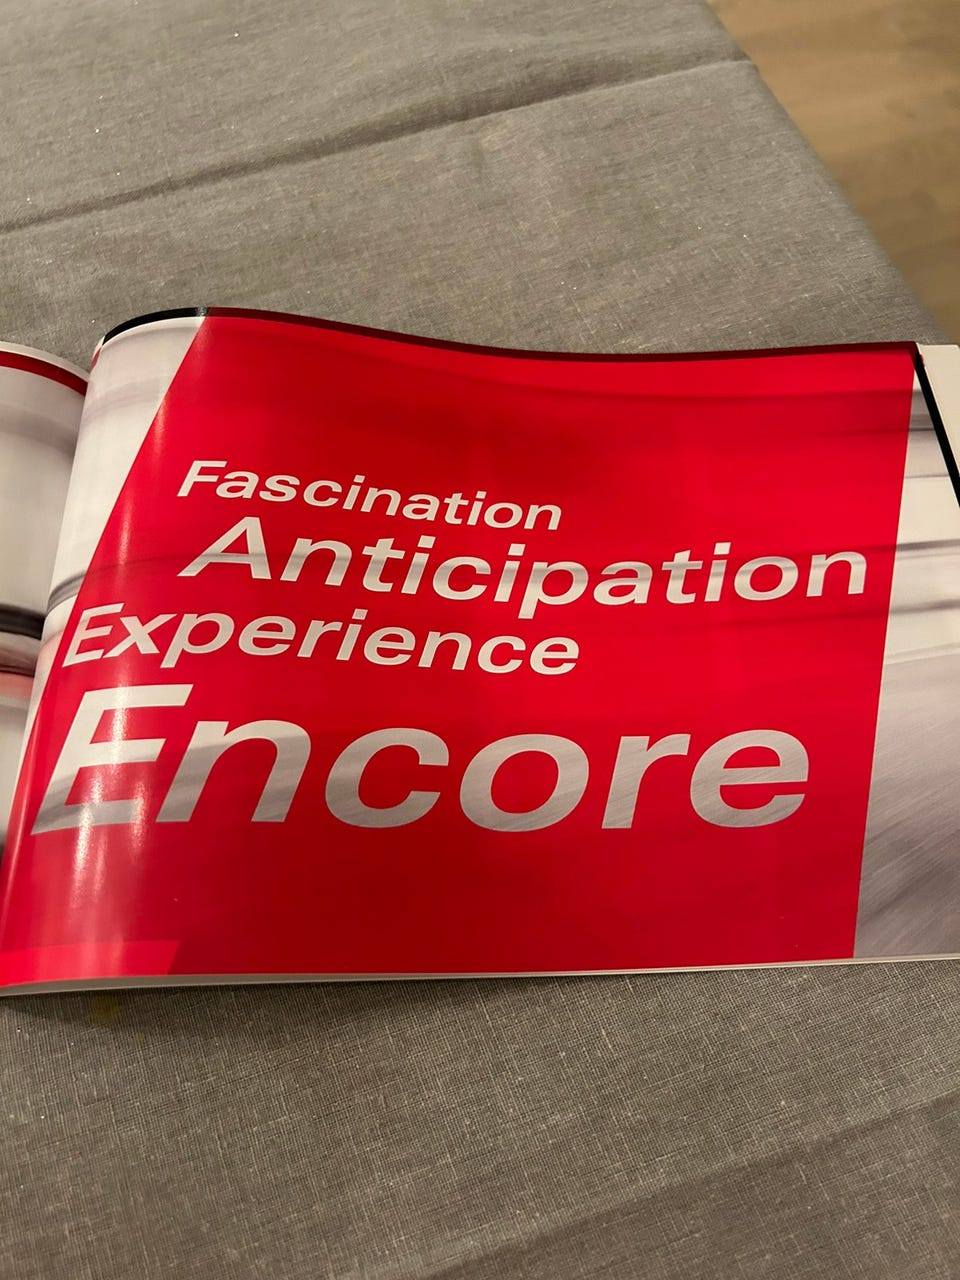 Fascination
Anticipation
Experience
Encore